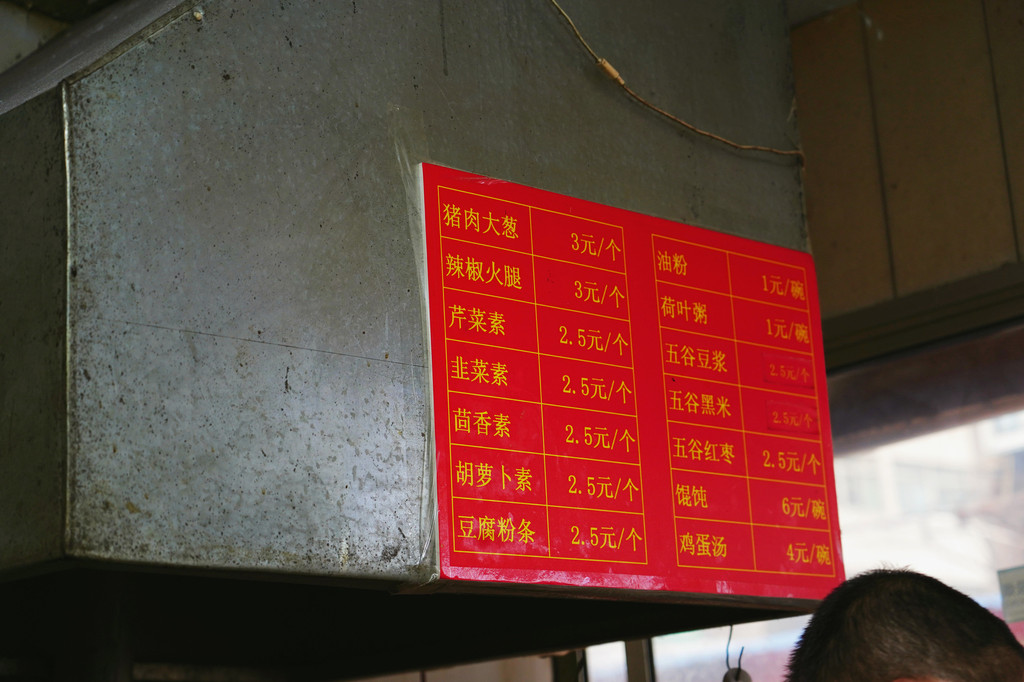 猪肉大葱 3元/个
辣椒火腿 3元/个
芹菜素 2.5元/个
韭菜素 2.5元/个
茴香素 2.5元/个
胡萝卜素 2.5元/个
豆腐粉条 2.5元/个
油粉 1元/碗
荷叶粥 1元/碗
五谷豆浆 2.5元/个
五谷黑米 2.5元/个
五谷红枣 2.5元/个
馄饨 6元/碗
鸡蛋汤 4元/碗